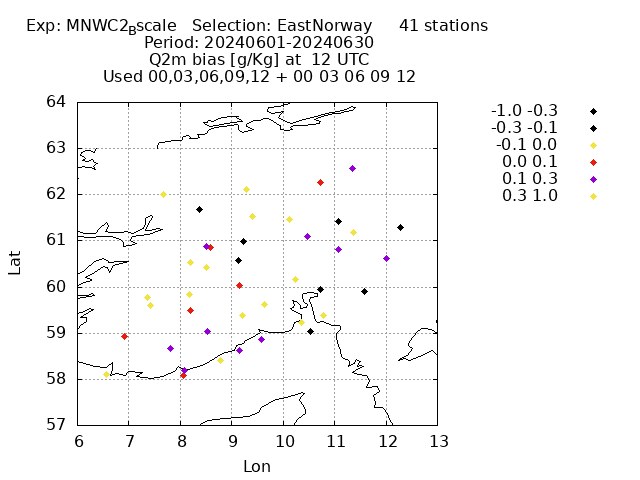 Exp: MNWC2_Bscale   Selection: EastNorway      41 stations
Period: 20240601-20240630
Q2m bias [g/Kg] at  12 UTC
Used 00,03,06,09,12 + 00 03 06 09 12
-1.0 -0.3
-0.3 -0.1
-0.1 0.0
0.0 0.1
0.1 0.3
0.3 1.0
64
63
62
61
60
59
58
57
Lat
6 7 8 9 10 11 12 13
Lon